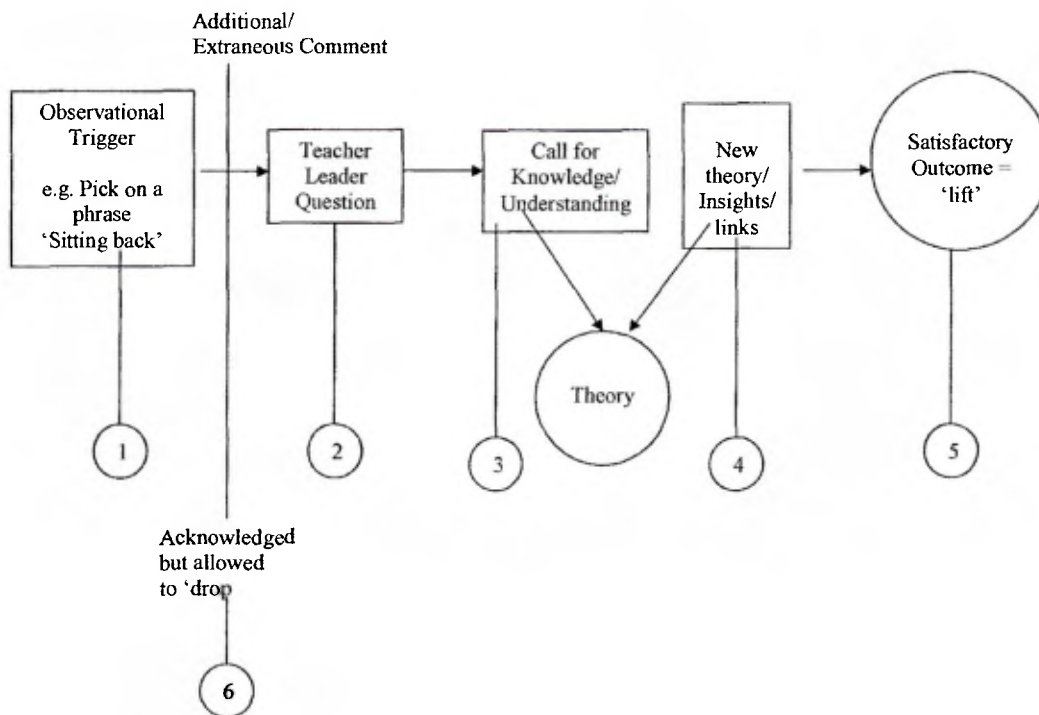 Additional/
Extraneous Comment
Observational
Trigger
e.g. Pick on a
phrase
‘Sitting back’
Teacher
Leader
Question
Call for
Knowledge/
Understanding
New
theory/
Insights/
links
Satisfactory
Outcome =
‘lift’
Theory
1
2
3
4
5
Acknowledged
but allowed
to ‘drop
6